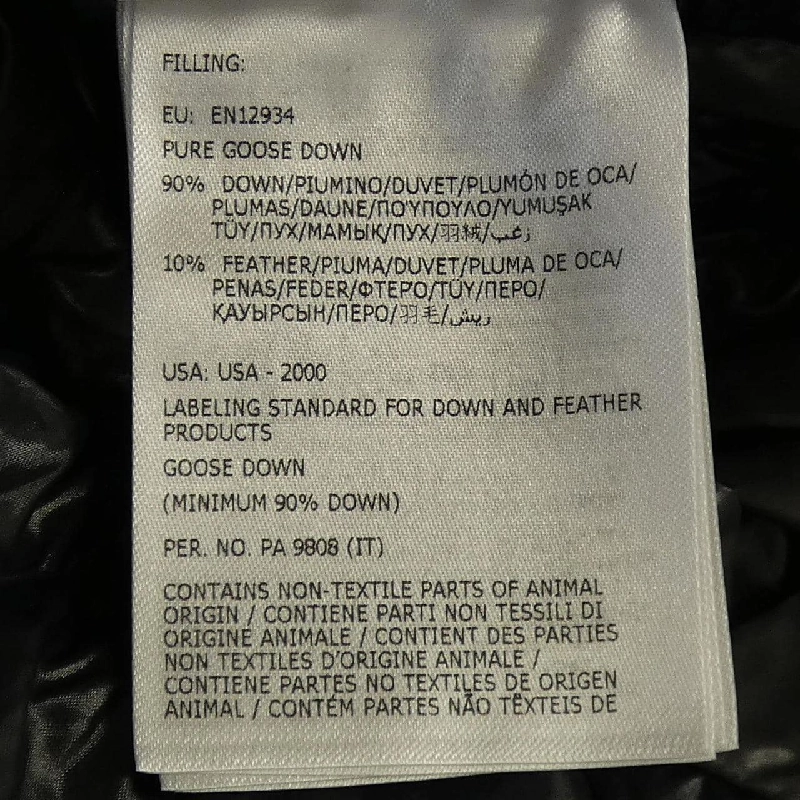 FILLING:
EU: EN12934
PURE GOOSE DOWN
90% DOWN/PIUMINO/DUVET/PLUMÓN DE OCA/
PLUMAS/DAUNE/ΠΟΎΠΟΥΛΟ/YUMUŞAK
TÜY/ПУХ/МАМЫҚ/ПУХ/羽絨/زغب
10% FEATHER/PIUMA/DUVET/PLUMA DE OCA/
PENAS/FEDER/ΦΤΕΡΌ/TÜY/ПЕРО/
ҚАУЫРСЫН/ПЕРО/羽毛/ريش
USA: USA - 2000
LABELING STANDARD FOR DOWN AND FEATHER
PRODUCTS
GOOSE DOWN
(MINIMUM 90% DOWN)
PER. NO. PA 9808 (IT)
CONTAINS NON-TEXTILE PARTS OF ANIMAL
ORIGIN / CONTIENE PARTI NON TESSILI DI
ORIGINE ANIMALE / CONTIENT DES PARTIES
NON TEXTILES D'ORIGINE ANIMALE /
CONTIENE PARTES NO TEXTILES DE ORIGEN
ANIMAL / CONTÉM PARTES NÃO TÊXTEIS DE